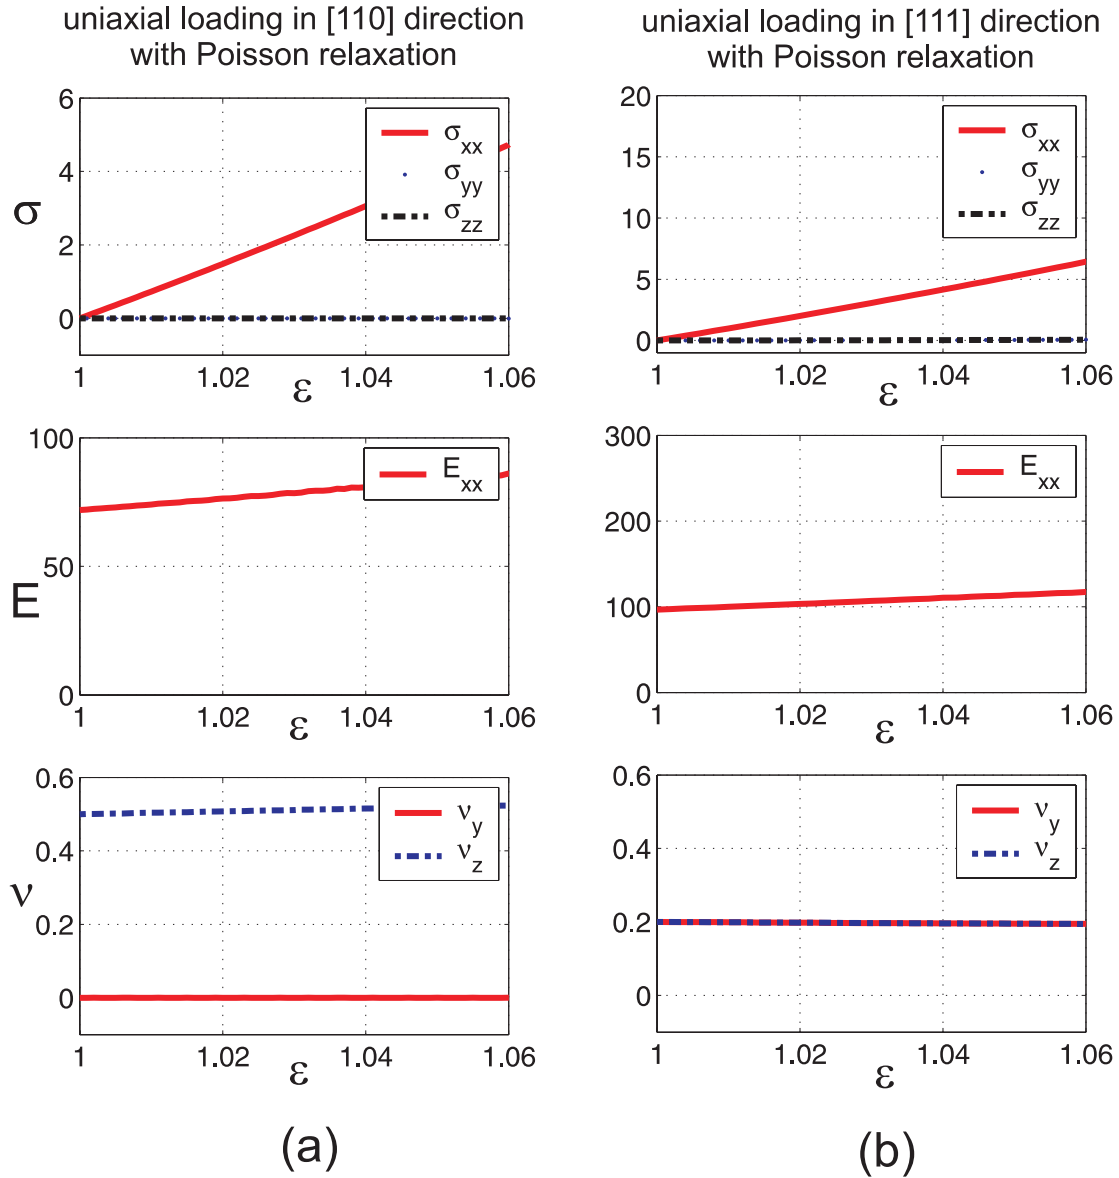 uniaxial loading in [110] direction
with Poisson relaxation
6
4
2
0
σ
σxx
σyy
σzz
1
1.02
1.04
1.06
ε
100
50
0
E
Exx
1
1.02
1.04
1.06
ε
0.6
0.4
0.2
0
ν
νy
νz
1
1.02
1.04
1.06
ε
(a)
uniaxial loading in [111] direction
with Poisson relaxation
20
15
10
5
0
σxx
σyy
σzz
1
1.02
1.04
1.06
ε
300
200
100
0
Exx
1
1.02
1.04
1.06
ε
0.6
0.4
0.2
0
νy
νz
1
1.02
1.04
1.06
ε
(b)